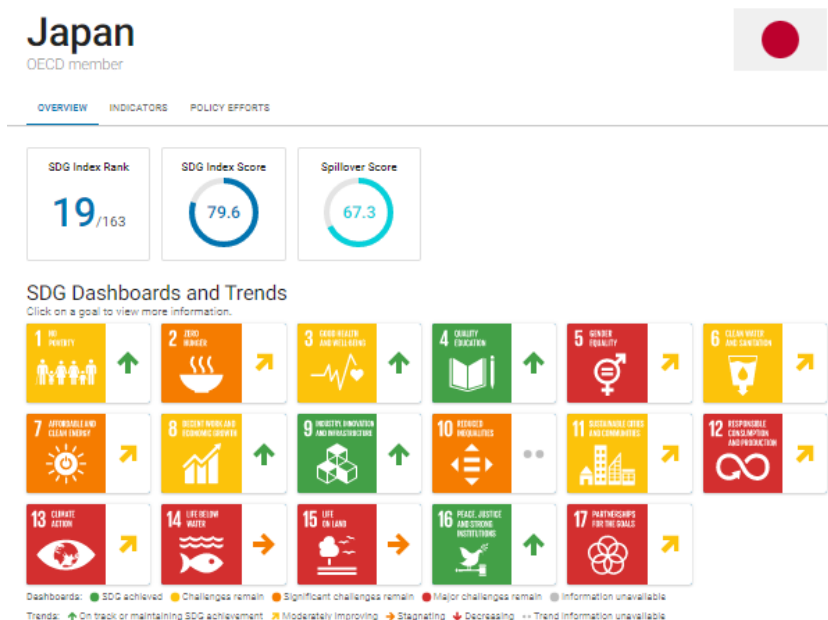 Japan
OECD member
OVERVIEW INDICATORS POLICY EFFORTS
SDG Index Rank
19/163
SDG Index Score
79.6
Spillover Score
67.3
SDG Dashboards and Trends
Click on a goal to view more information.
1 NO
POVERTY
2 ZERO
HUNGER
3 GOOD HEALTH
AND WELL-BEING
4 QUALITY
EDUCATION
5 GENDER
EQUALITY
6 CLEAN WATER
AND SANITATION
7 AFFORDABLE AND
CLEAN ENERGY
8 DECENT WORK AND
ECONOMIC GROWTH
9 INDUSTRY, INNOVATION
AND INFRASTRUCTURE
10 REDUCED
INEQUALITIES
11 SUSTAINABLE CITIES
AND COMMUNITIES
12 RESPONSIBLE
CONSUMPTION
AND PRODUCTION
13 CLIMATE
ACTION
14 LIFE BELOW
WATER
15 LIFE
ON LAND
16 PEACE, JUSTICE
AND STRONG
INSTITUTIONS
17 PARTNERSHIPS
FOR THE GOALS
Dashboards: SDG achieved Challenges remain Significant challenges remain Major challenges remain Information unavailable
Trends: On track or maintaining SDG achievement Moderately improving Stagnating Decreasing Trend information unavailable